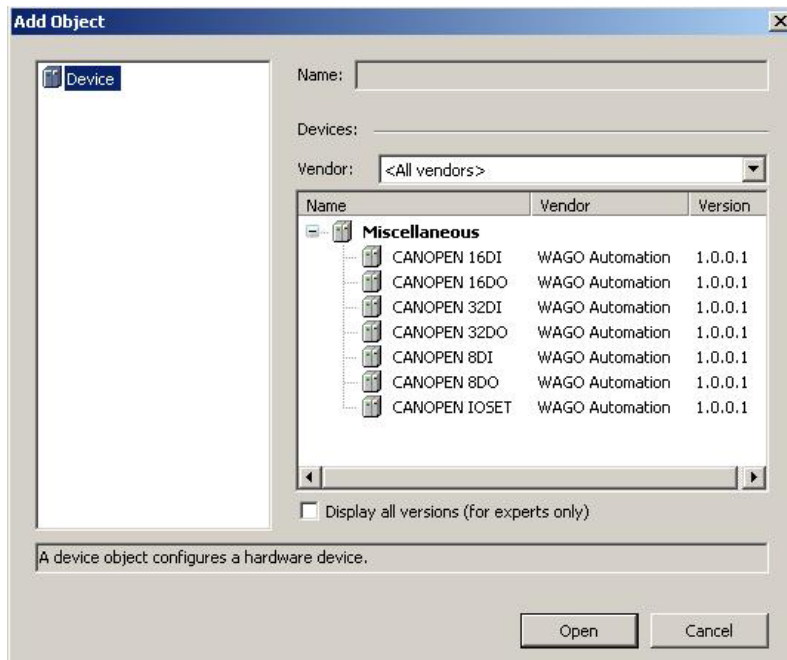 Add Object
Device
Name:
Devices:
Vendor: <All vendors>
Name Vendor Version
Miscellaneous
CANOPEN 16DI WAGO Automation 1.0.0.1
CANOPEN 16DO WAGO Automation 1.0.0.1
CANOPEN 32DI WAGO Automation 1.0.0.1
CANOPEN 32DO WAGO Automation 1.0.0.1
CANOPEN 8DI WAGO Automation 1.0.0.1
CANOPEN 8DO WAGO Automation 1.0.0.1
CANOPEN IOSET WAGO Automation 1.0.0.1
Display all versions (for experts only)
A device object configures a hardware device.
Open Cancel